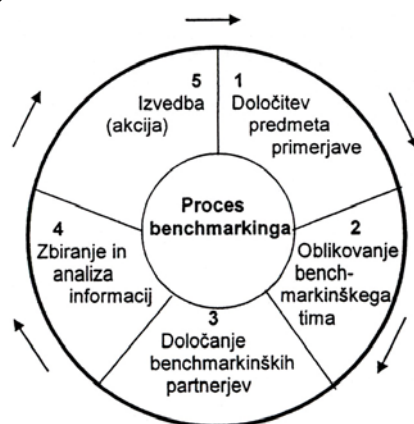 Proces
benchmarkinga
1
Določitev
predmeta
primerjave
2
Oblikovanje
bench-
markinškega
tima
3
Določanje
benchmarkinških
partnerjev
4
Zbiranje in
analiza
informacij
5
Izvedba
(akcija)